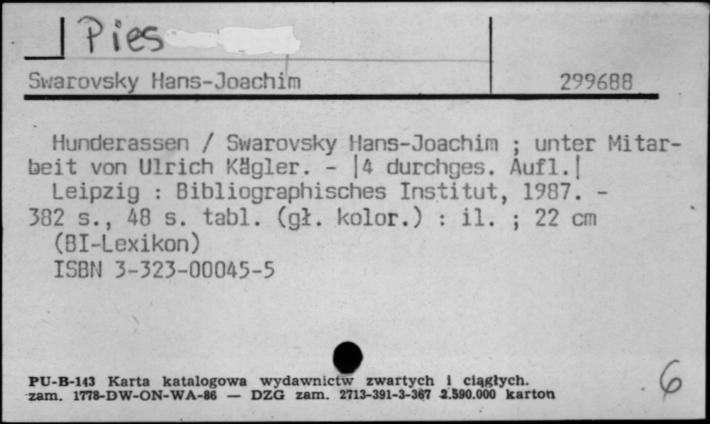 Pies
Swarovsky Hans-Joachim 299688
Hunderassen / Swarovsky Hans-Joachim ; unter Mitar-
beit von Ulrich Kägler. - |4 durchges. Aufl.|
Leipzig : Bibliographisches Institut, 1987. -
382 s., 48 s. tabl. (gł. kolor.) : il. ; 22 cm
(BI-Lexikon)
ISBN 3-323-00045-5
PU-B-143 Karta katalogowa wydawnictw zwartych i ciągłych.
zam. 1778-DW-ON-WA-86 — DZG zam. 2713-391-3-367 2.590.000 karton
6